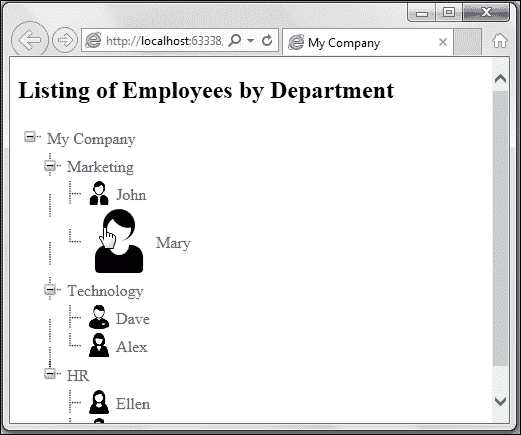 http://localhost:63338,
My Company
Listing of Employees by Department
My Company
Marketing
John
Mary
Technology
Dave
Alex
HR
Ellen